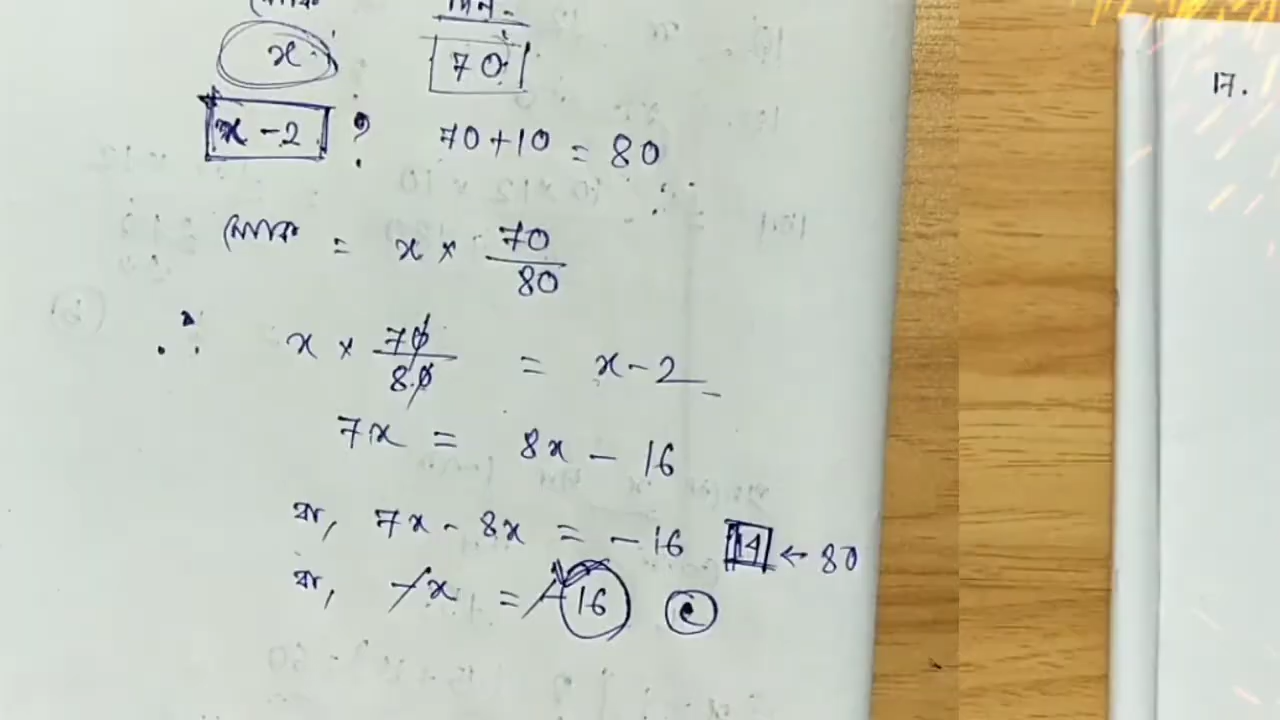 লোক দিন
x 70
x - 2 ? 70 + 10 = 80
লোক = x × 70/80
∴ x × 70/80 = x - 2
7x = 8x - 16
বা, 7x - 8x = -16 14 ← 80
বা, -x = -16
17.